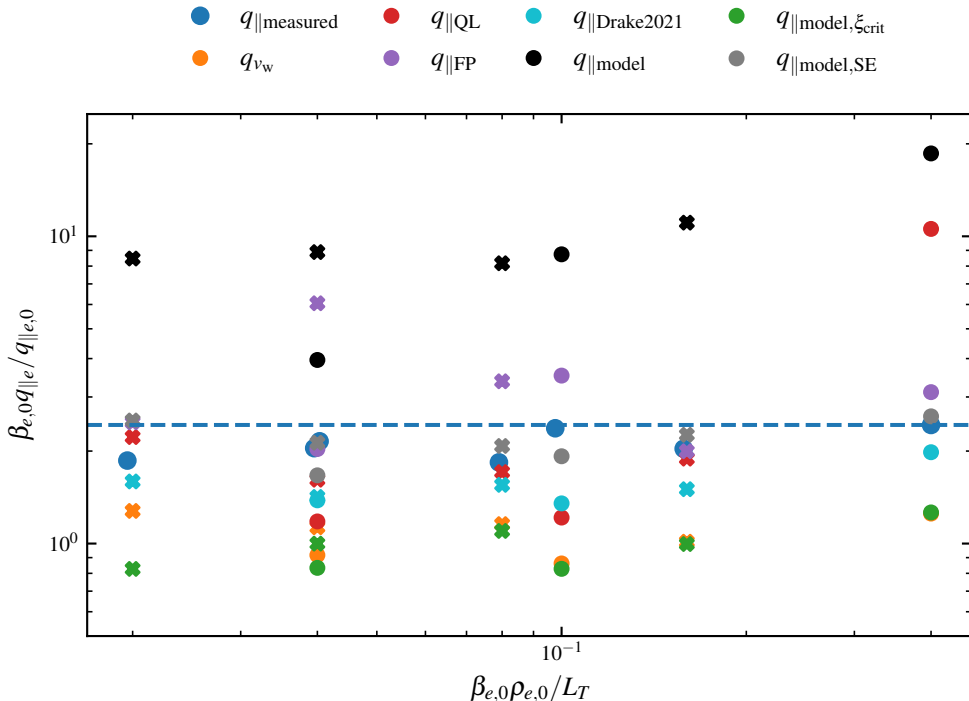 q∥measured q∥QL q∥Drake2021 q∥model,ξcrit
qvw q∥FP q∥model q∥model,SE
βe,0q∥e/q∥e,0
10¹
10⁰
10⁻¹
βe,0ρe,0/LT